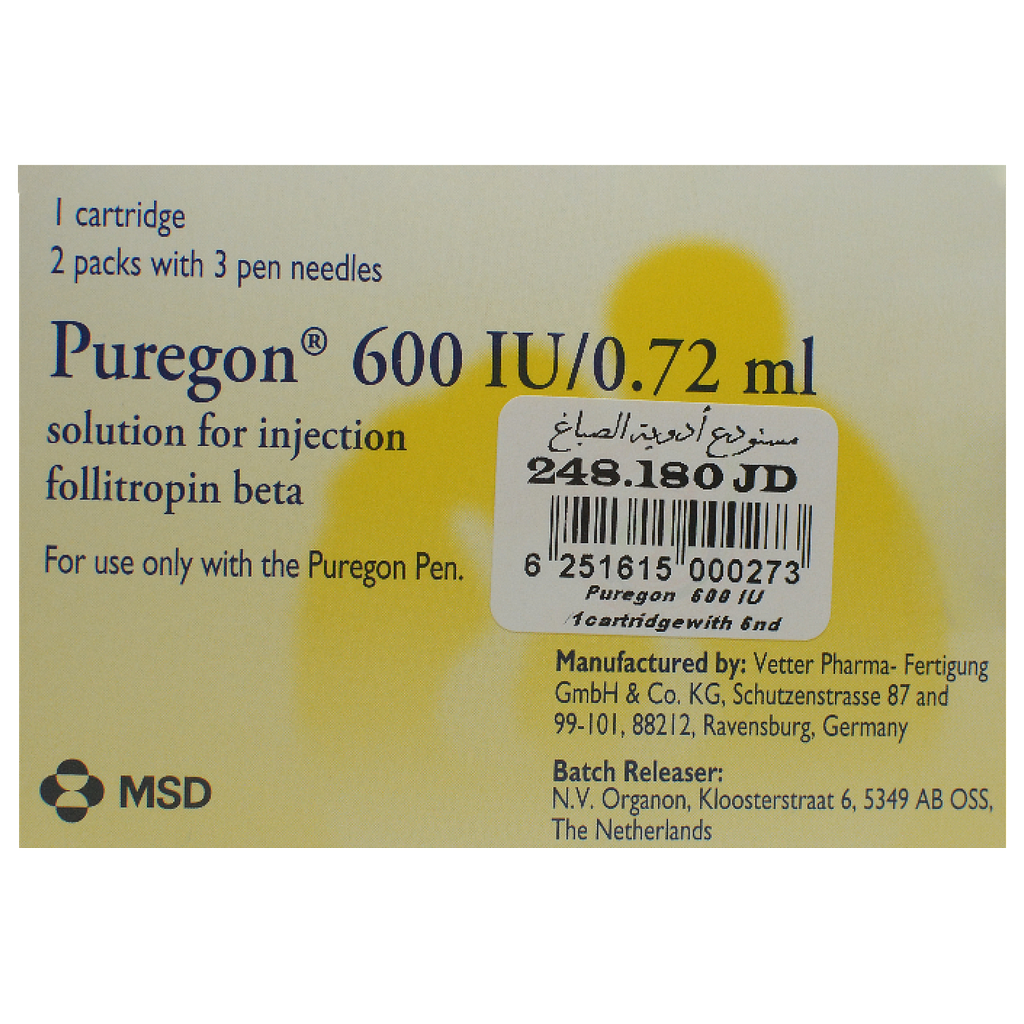 1 cartridge
2 packs with 3 pen needles
Puregon® 600 IU/0.72 ml
solution for injection
follitropin beta
For use only with the Puregon Pen.
مستودع أدوية الصباغ
248.180 JD
6 251615 000273
Puregon 600 IU
/1cartridgewith 6nd
Manufactured by: Vetter Pharma- Fertigung
GmbH & Co. KG, Schutzenstrasse 87 and
99-101, 88212, Ravensburg, Germany
Batch Releaser:
N.V. Organon, Kloosterstraat 6, 5349 AB OSS,
The Netherlands
MSD